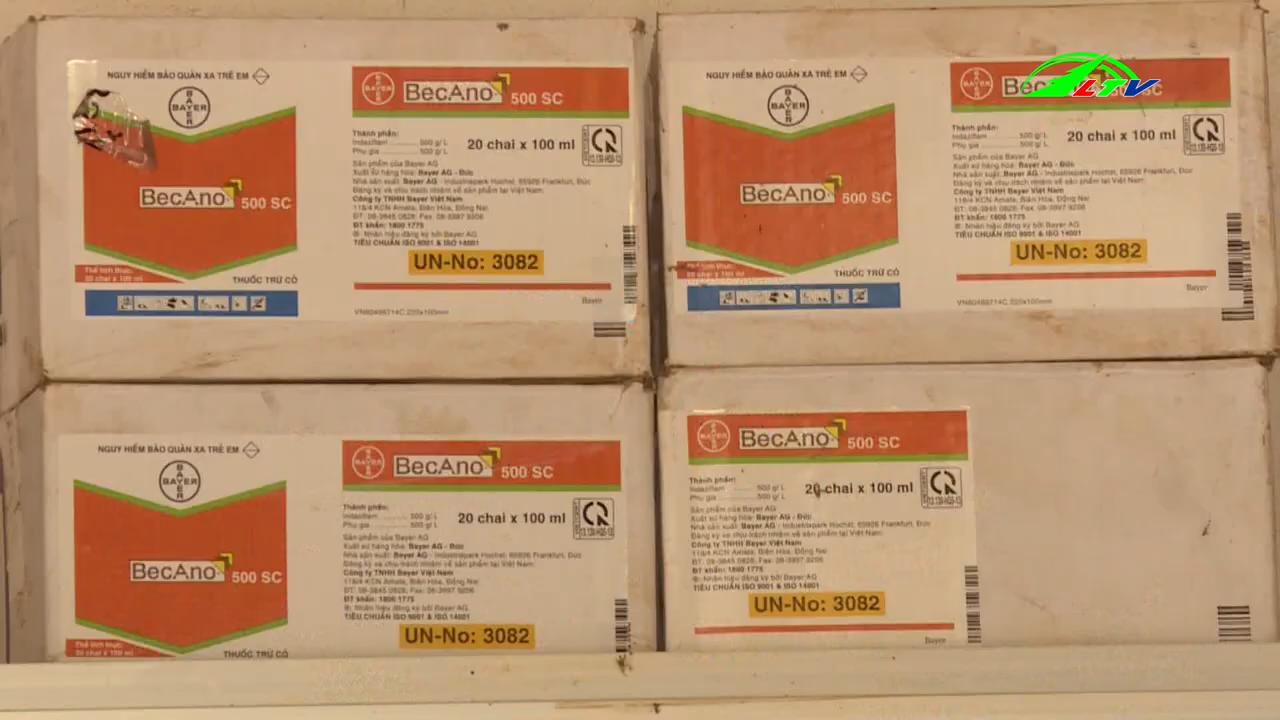 NGUY HIỂM BẢO QUẢN XA TRẺ EM
BAYER
BecAno 500 SC
Thể tích thực:
20 chai x 100 ml
THUỐC TRỪ CỎ
BAYER
BecAno 500 SC
Thành phần:
Indaziflam ........ 500 g/ L
Phụ gia ........ 500 g/ L
20 chai x 100 ml
Sản phẩm của Bayer AG
Xuất xứ hàng hóa: Bayer AG - Đức
Nhà sản xuất: Bayer AG - Industriepark Hochst, 65926 Frankfurt, Đức
Đăng ký và chịu trách nhiệm về sản phẩm tại Việt Nam:
Công ty TNHH Bayer Việt Nam
118/4 KCN Amata, Biên Hòa, Đồng Nai
ĐT: 08-3845 0828; Fax: 08-3997 9206
ĐT khẩn: 1800 1775
®: Nhãn hiệu đăng ký bởi Bayer AG
TIÊU CHUẨN ISO 9001 & ISO 14001
UN-No: 3082
Bayer
NGUY HIỂM BẢO QUẢN XA TRẺ EM
BAYER
BecAno 500 SC
20 chai x 100 ml
THUỐC TRỪ CỎ
BAYER
Bec
LTV
SC
Thành phần:
Indaziflam ........ 500 g/ L
Phụ gia ........ 500 g/ L
20 chai x 100 ml
Sản phẩm của Bayer AG
Xuất xứ hàng hóa: Bayer AG - Đức
Nhà sản xuất: Bayer AG - Industriepark Hochst, 65926 Frankfurt, Đức
Đăng ký và chịu trách nhiệm về sản phẩm tại Việt Nam:
Công ty TNHH Bayer Việt Nam
118/4 KCN Amata, Biên Hòa, Đồng Nai
ĐT: 08-3845 0828; Fax: 08-3997 9206
ĐT khẩn: 1800 1775
®: Nhãn hiệu đăng ký bởi Bayer AG
TIÊU CHUẨN ISO 9001 & ISO 14001
UN-No: 3082
Bayer
NGUY HIỂM BẢO QUẢN XA TRẺ EM
BAYER
BecAno 500 SC
Thể tích thực:
20 chai x 100 ml
THUỐC TRỪ CỎ
BAYER
BecAno 500 SC
Thành phần:
Indaziflam ........ 500 g/ L
Phụ gia ........ 500 g/ L
20 chai x 100 ml
Sản phẩm của Bayer AG
Xuất xứ hàng hóa: Bayer AG - Đức
Nhà sản xuất: Bayer AG - Industriepark Hochst, 65926 Frankfurt, Đức
Đăng ký và chịu trách nhiệm về sản phẩm tại Việt Nam:
Công ty TNHH Bayer Việt Nam
118/4 KCN Amata, Biên Hòa, Đồng Nai
ĐT: 08-3845 0828; Fax: 08-3997 9206
ĐT khẩn: 1800 1775
®: Nhãn hiệu đăng ký bởi Bayer AG
TIÊU CHUẨN ISO 9001 & ISO 14001
UN-No: 3082
BAYER
BecAno 500 SC
Thành phần:
Indaziflam ........ 500 g/ L
Phụ gia ........ 500 g/ L
20 chai x 100 ml
Sản phẩm của Bayer AG
Xuất xứ hàng hóa: Bayer AG - Đức
Nhà sản xuất: Bayer AG - Industriepark Hochst, 65926 Frankfurt, Đức
Đăng ký và chịu trách nhiệm về sản phẩm tại Việt Nam:
Công ty TNHH Bayer Việt Nam
118/4 KCN Amata, Biên Hòa, Đồng Nai
ĐT: 08-3845 0828; Fax: 08-3997 9206
ĐT khẩn: 1800 1775
®: Nhãn hiệu đăng ký bởi Bayer AG
TIÊU CHUẨN ISO 9001 & ISO 14001
UN-No: 3082
Bayer